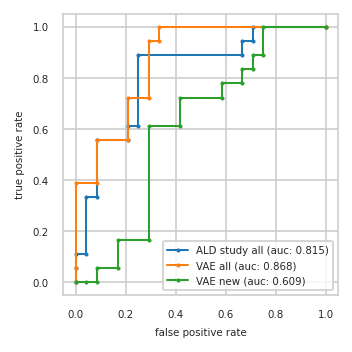 1.0
0.8
0.6
0.4
0.2
0.0
true positive rate
ALD study all (auc: 0.815)
VAE all (auc: 0.868)
VAE new (auc: 0.609)
0.0 0.2 0.4 0.6 0.8 1.0
false positive rate